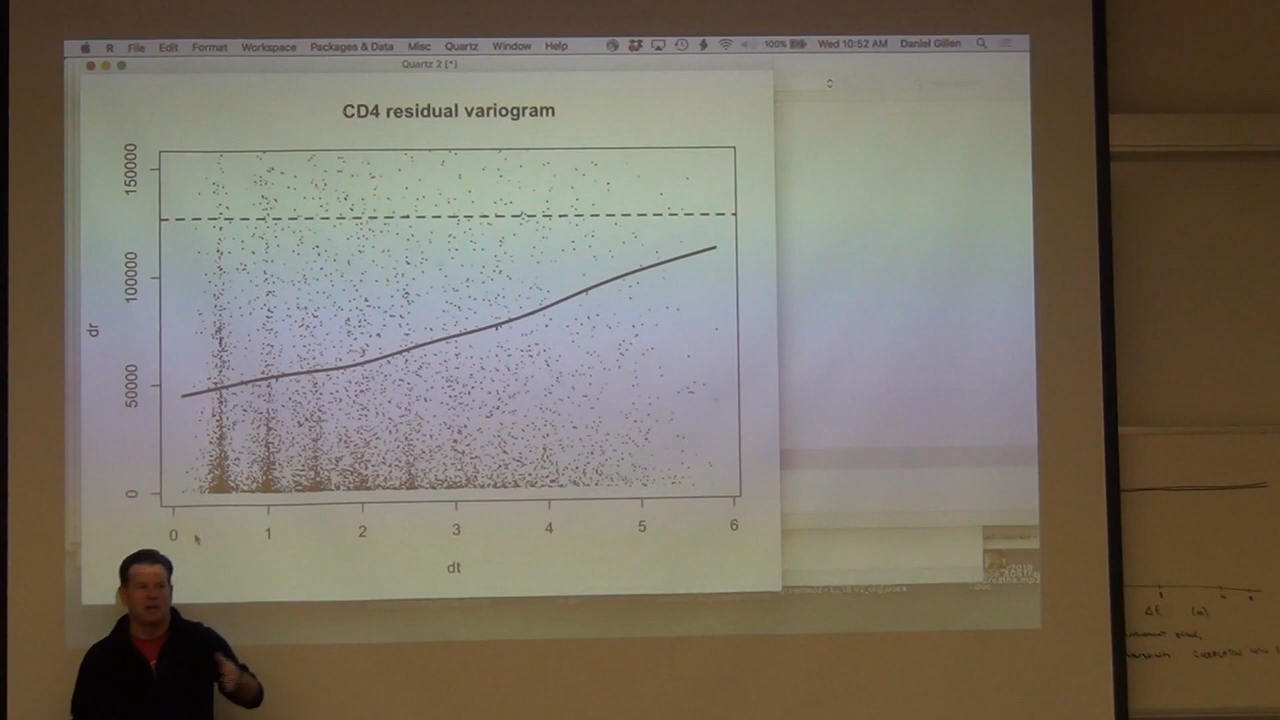 R File Edit Format Workspace Packages & Data Misc Quartz Window Help 100% Wed 10:52 AM Daniel Gillen
Quartz 2 [*]
CD4 residual variogram
150000
100000
50000
0
dr
0 1 2 3 4 5 6
dt
Δt (u)